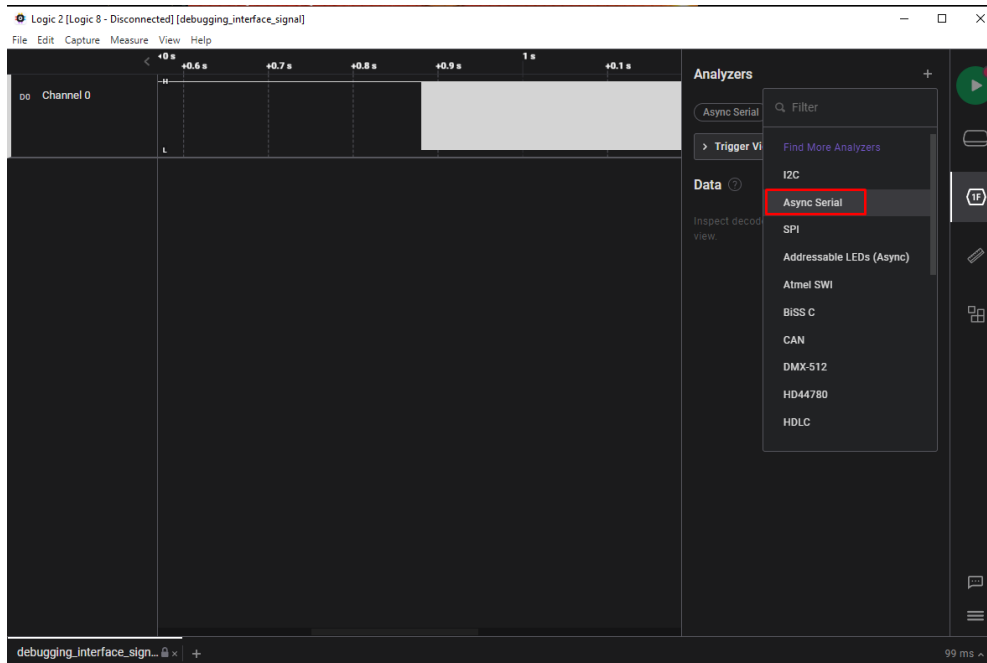 Logic 2 [Logic 8 - Disconnected] [debugging_interface_signal]
File Edit Capture Measure View Help
+0 s
+0.6 s +0.7 s +0.8 s +0.9 s
1 s
+0.1 s
D0 Channel 0
H
L
Analyzers +
Async Serial
Trigger Vi
Data ?
Inspect decod
view.
Filter
Find More Analyzers
I2C
Async Serial
SPI
Addressable LEDs (Async)
Atmel SWI
BiSS C
CAN
DMX-512
HD44780
HDLC
1F
debugging_interface_sign... × +
99 ms